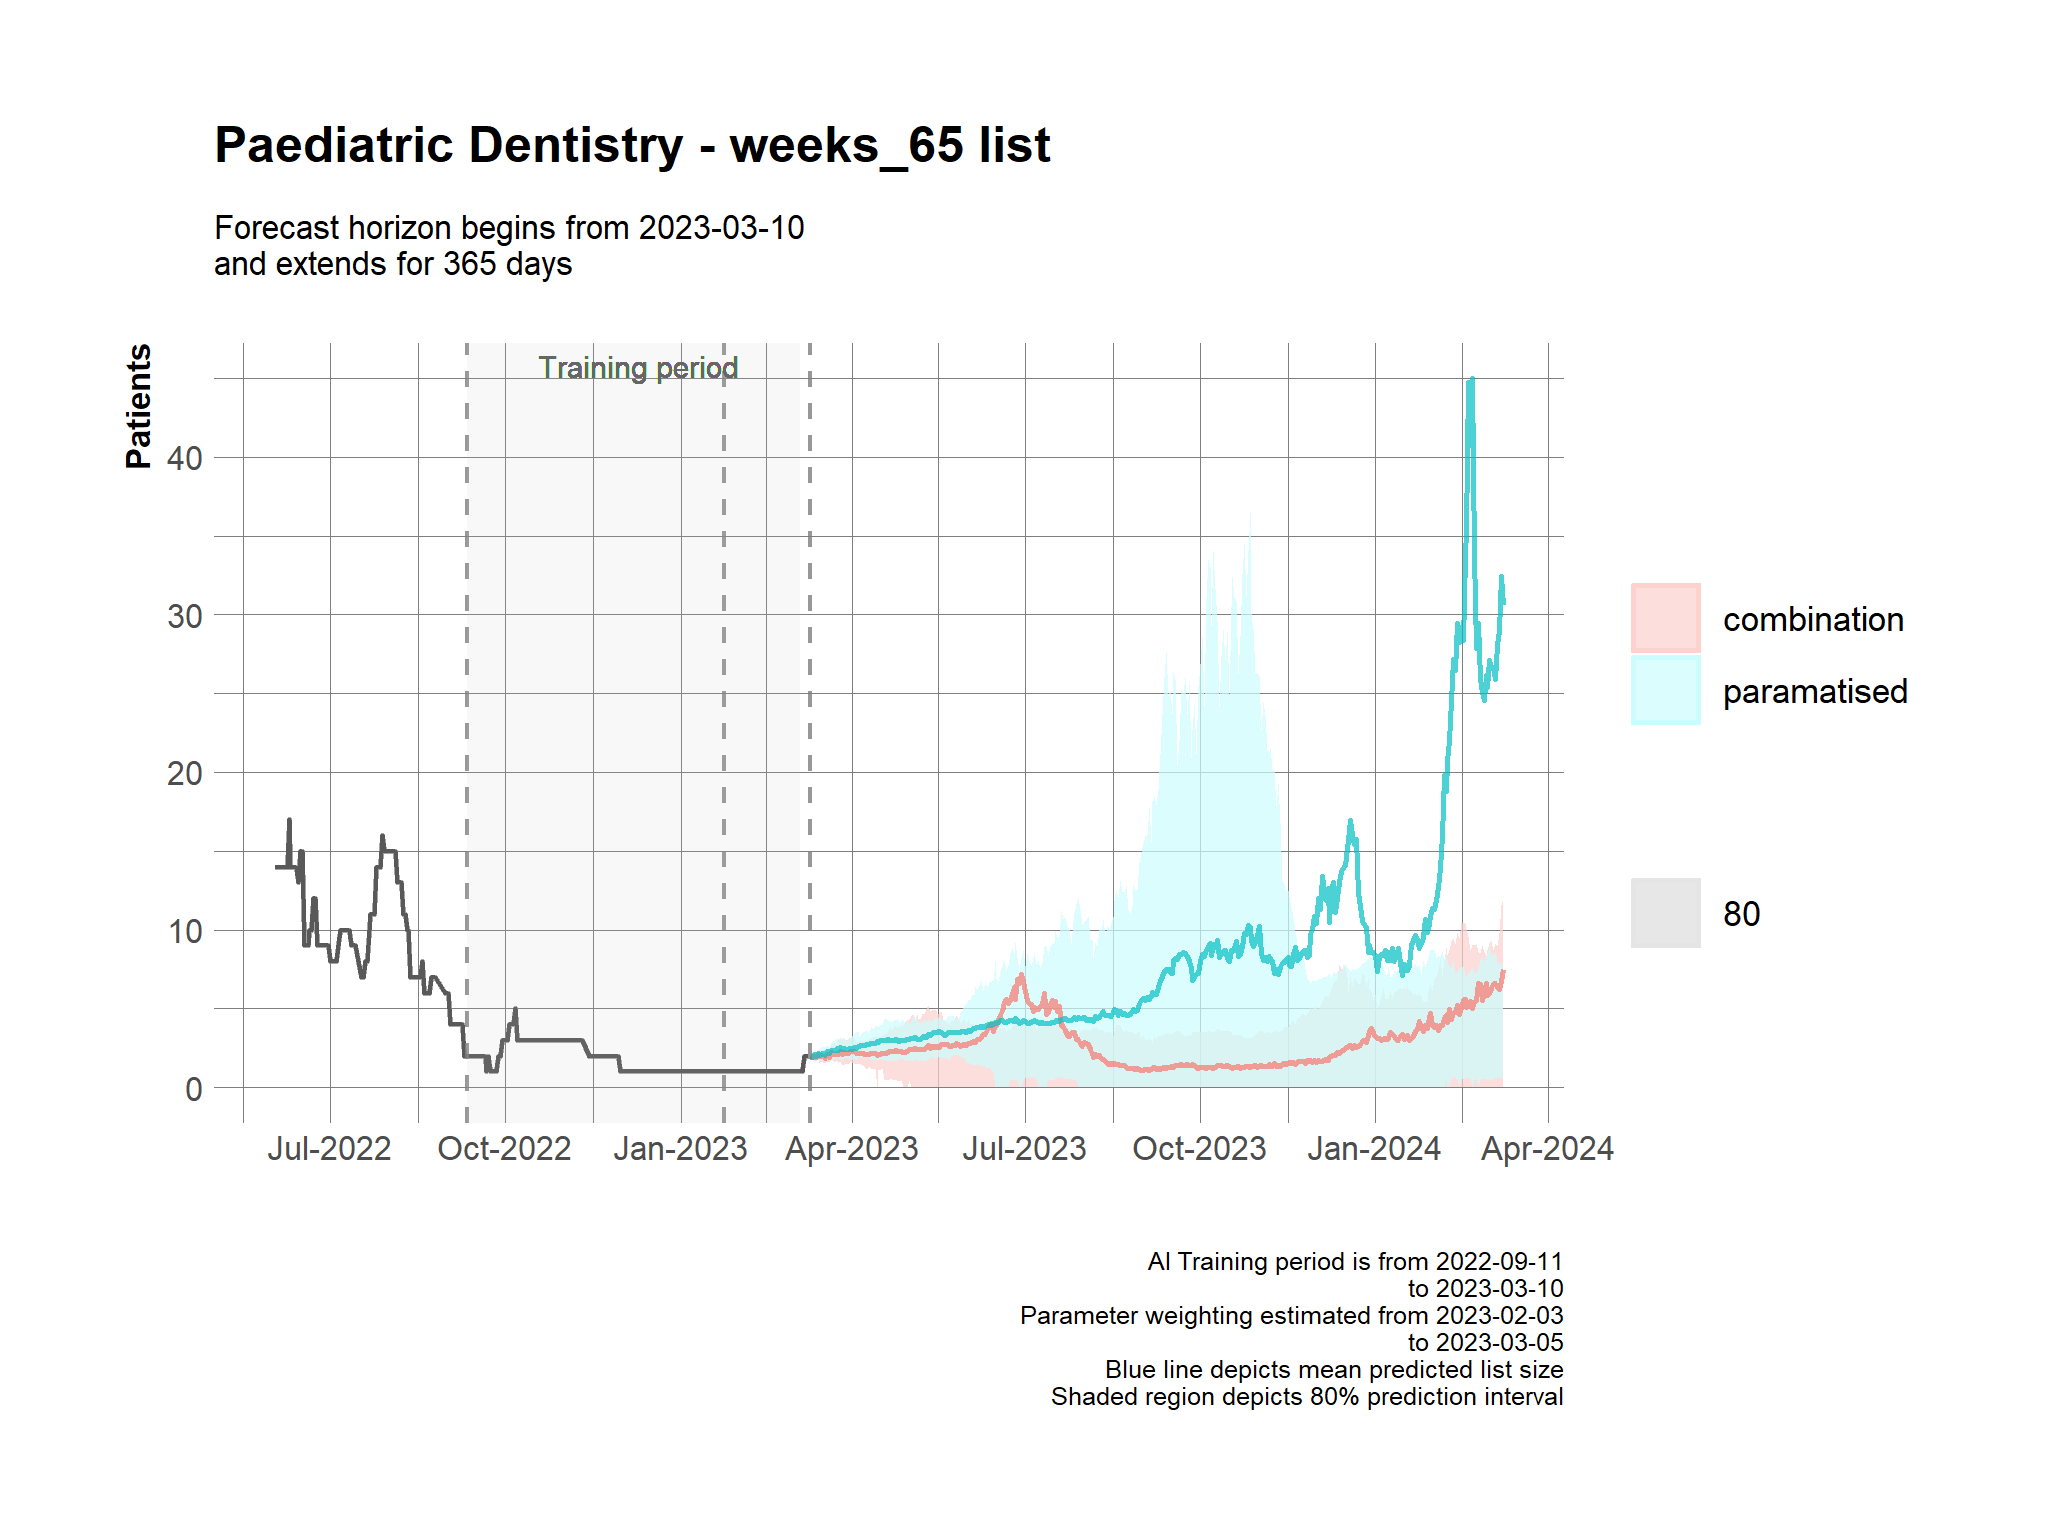 Paediatric Dentistry - weeks_65 list
Forecast horizon begins from 2023-03-10
and extends for 365 days
Patients
Training period
40
30
20
10
0
Jul-2022
Oct-2022
Jan-2023
Apr-2023
Jul-2023
Oct-2023
Jan-2024
Apr-2024
combination
paramatised
80
AI Training period is from 2022-09-11
to 2023-03-10
Parameter weighting estimated from 2023-02-03
to 2023-03-05
Blue line depicts mean predicted list size
Shaded region depicts 80% prediction interval